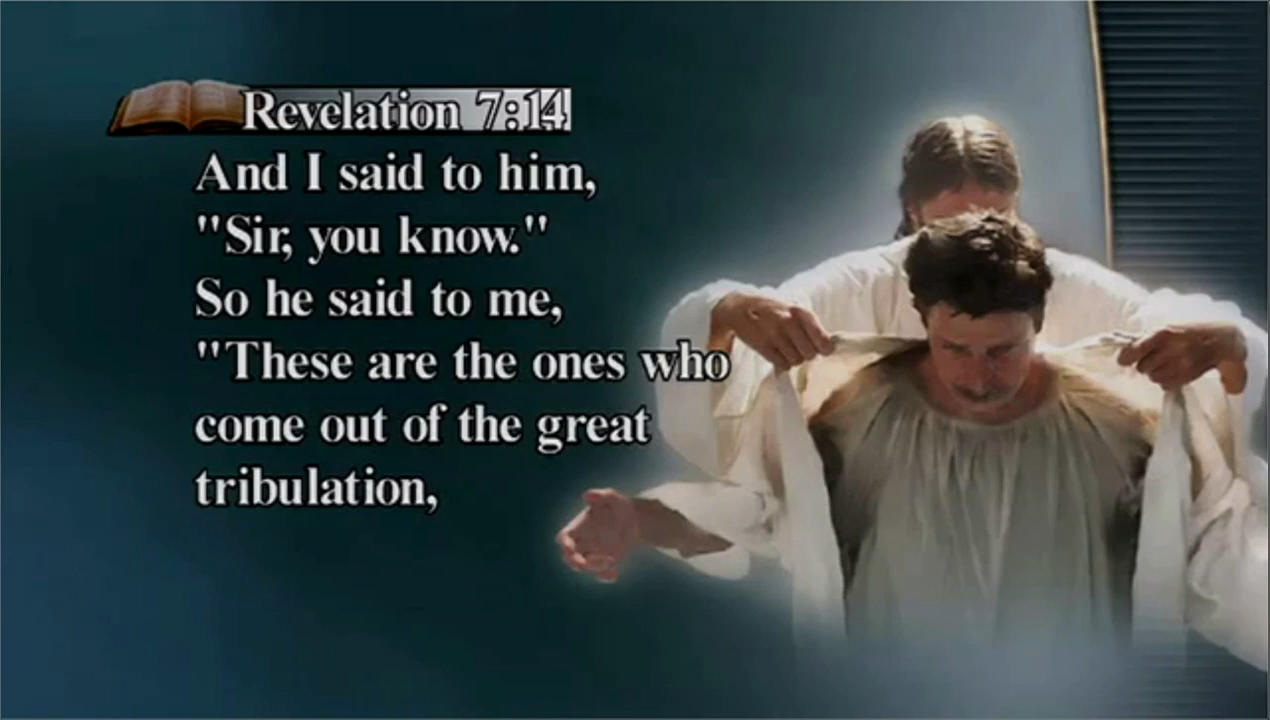 Revelation 7:14
And I said to him,
"Sir, you know."
So he said to me,
"These are the ones who
come out of the great
tribulation,